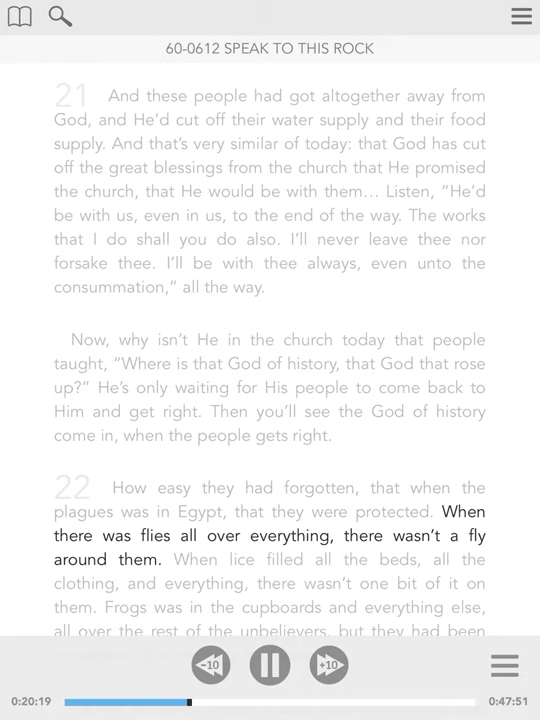 60-0612 SPEAK TO THIS ROCK
21 And these people had got altogether away from
God, and He’d cut off their water supply and their food
supply. And that’s very similar of today: that God has cut
off the great blessings from the church that He promised
the church, that He would be with them… Listen, “He’d
be with us, even in us, to the end of the way. The works
that I do shall you do also. I’ll never leave thee nor
forsake thee. I’ll be with thee always, even unto the
consummation,” all the way.
Now, why isn’t He in the church today that people
taught, “Where is that God of history, that God that rose
up?” He’s only waiting for His people to come back to
Him and get right. Then you’ll see the God of history
come in, when the people gets right.
22 How easy they had forgotten, that when the
plagues was in Egypt, that they were protected. When
there was flies all over everything, there wasn’t a fly
around them. When lice filled all the beds, all the
clothing, and everything, there wasn’t one bit of it on
them. Frogs was in the cupboards and everything else,
all over the rest of the unbelievers, but they had been
-10 +10
0:20:19 0:47:51